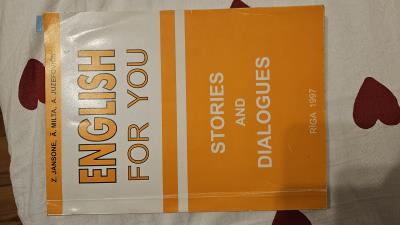 Z. JANSONE, Ā. MILTA, A. JUZEFOVIČA
ENGLISH
FOR YOU
STORIES
AND
DIALOGUES
RIGA 1997